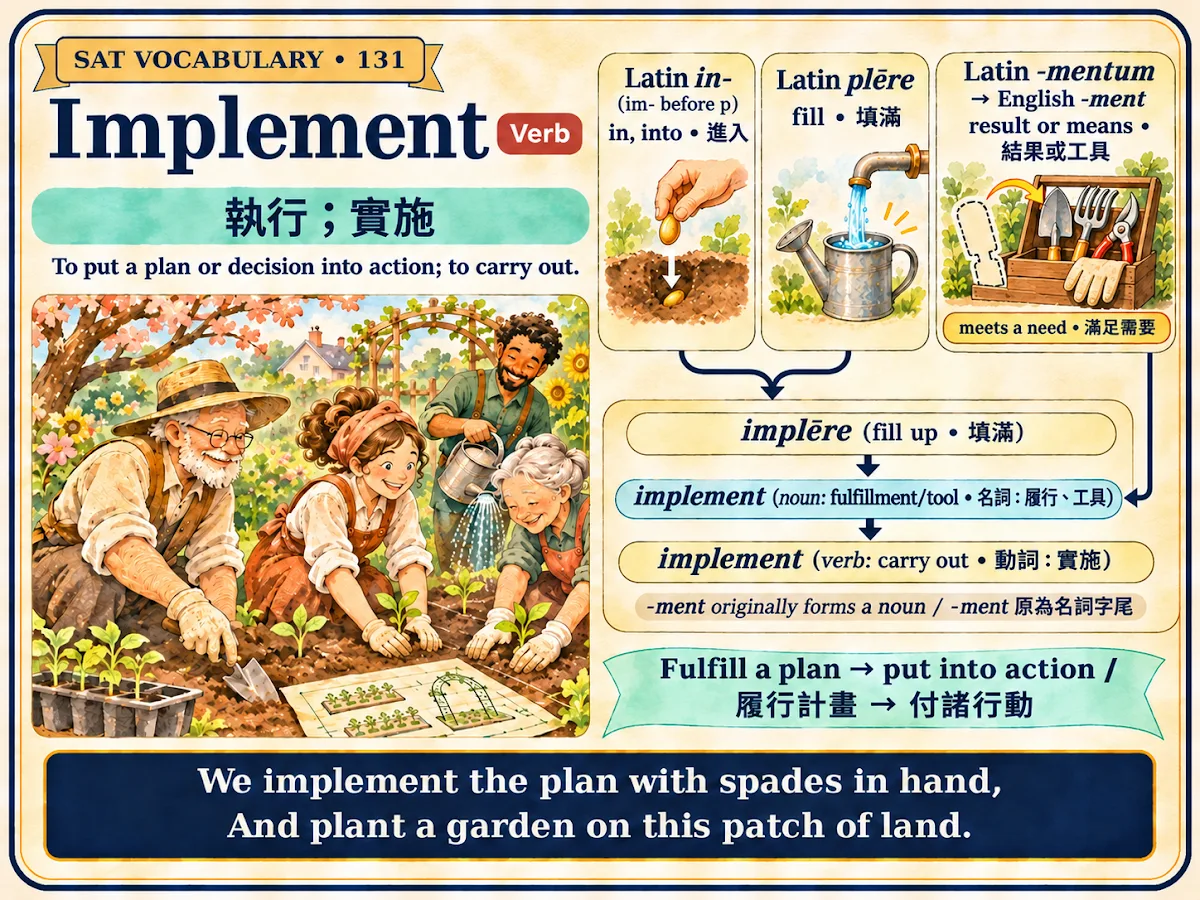 SAT VOCABULARY • 131
Implement Verb
執行；實施
To put a plan or decision into action; to carry out.
Latin in-
(im- before p)
in, into • 進入
Latin plēre
fill • 填滿
Latin -mentum
→ English -ment
result or means •
結果或工具
meets a need • 滿足需要
implēre (fill up • 填滿)
implement (noun: fulfillment/tool • 名詞：履行、工具)
implement (verb: carry out • 動詞：實施)
-ment originally forms a noun / -ment 原為名詞字尾
Fulfill a plan → put into action /
履行計畫 → 付諸行動
We implement the plan with spades in hand,
And plant a garden on this patch of land.